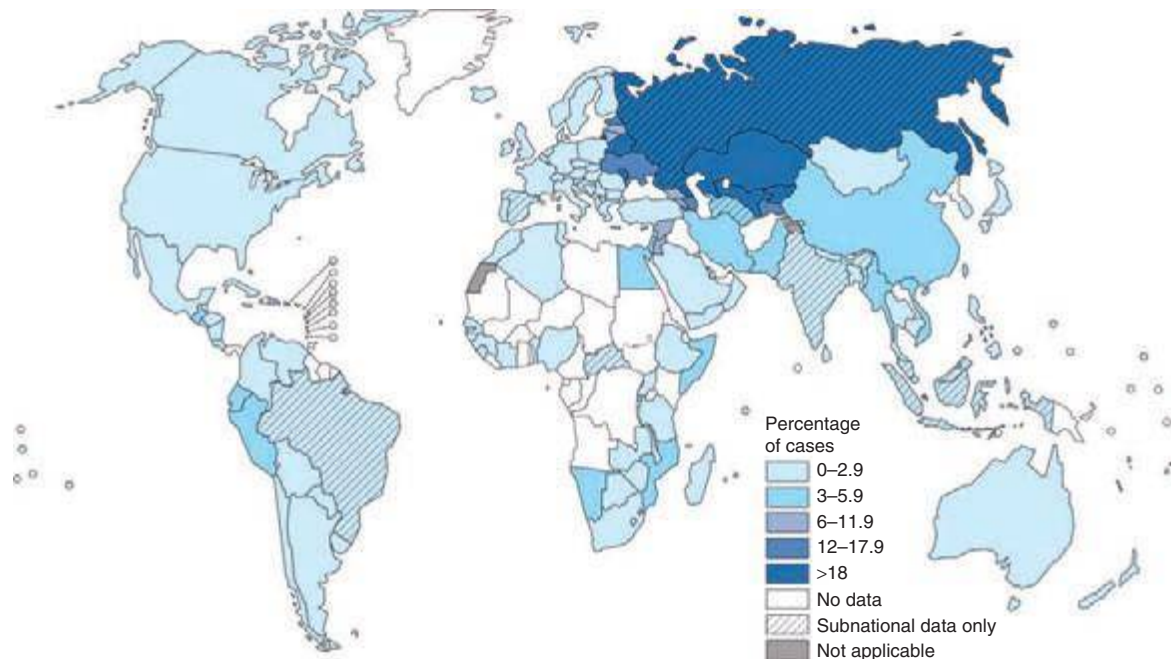 Percentage
of cases
0–2.9
3–5.9
6–11.9
12–17.9
>18
No data
Subnational data only
Not applicable